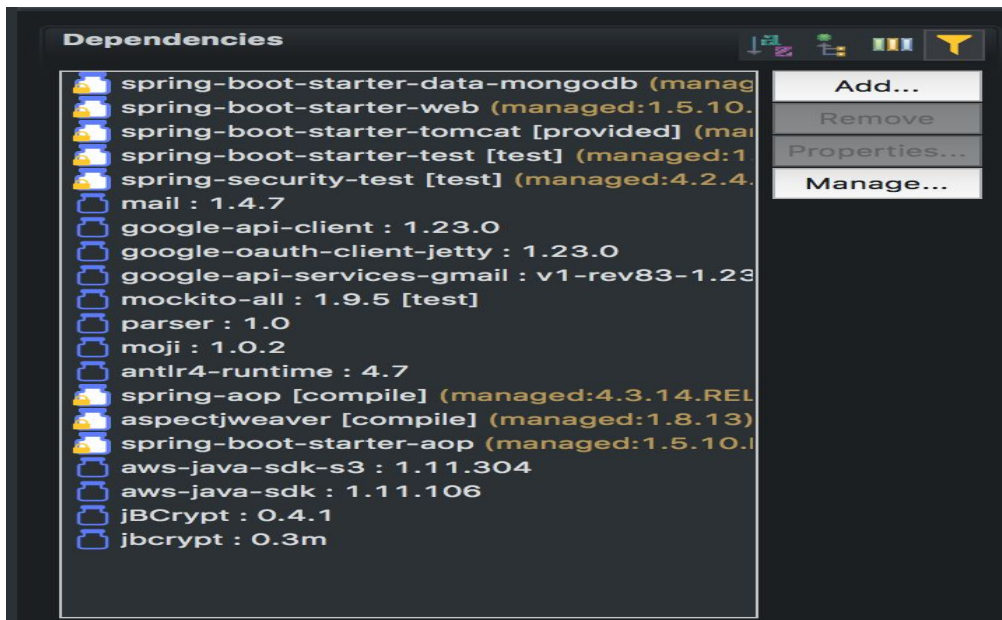 Dependencies
spring-boot-starter-data-mongodb (manag
spring-boot-starter-web (managed:1.5.10.
spring-boot-starter-tomcat [provided] (mar
spring-boot-starter-test [test] (managed:1.
spring-security-test [test] (managed:4.2.4.
mail : 1.4.7
google-api-client : 1.23.0
google-oauth-client-jetty : 1.23.0
google-api-services-gmail : v1-rev83-1.23
mockito-all : 1.9.5 [test]
parser : 1.0
moji : 1.0.2
antlr4-runtime : 4.7
spring-aop [compile] (managed:4.3.14.REL
aspectjweaver [compile] (managed:1.8.13)
spring-boot-starter-aop (managed:1.5.10.
aws-java-sdk-s3 : 1.11.304
aws-java-sdk : 1.11.106
jBCrypt : 0.4.1
jbcrypt : 0.3m
Add...
Remove
Properties...
Manage...